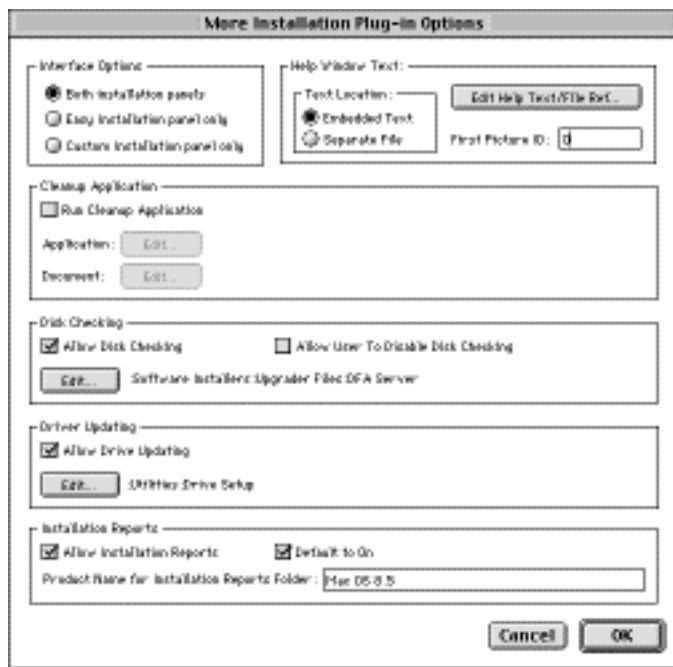 More Installation Plug-in Options
Interface Options
Both installation panels
Easy installation panel only
Custom installation panel only
Help Window Text:
Text Location:
Embedded Text
Separate File
Edit Help Text/File Ref...
First Picture ID: 0
Cleanup Application
Run Cleanup Application
Application: Edit...
Document: Edit...
Disk Checking
Allow Disk Checking
Allow User To Disable Disk Checking
Edit... :Software Installers:Upgrader Files:DFA Server
Driver Updating
Allow Drive Updating
Edit... :Utilities:Drive Setup
Installation Reports
Allow Installation Reports
Default to On
Product Name for Installation Reports Folder: Mac OS 8.5
Cancel
OK